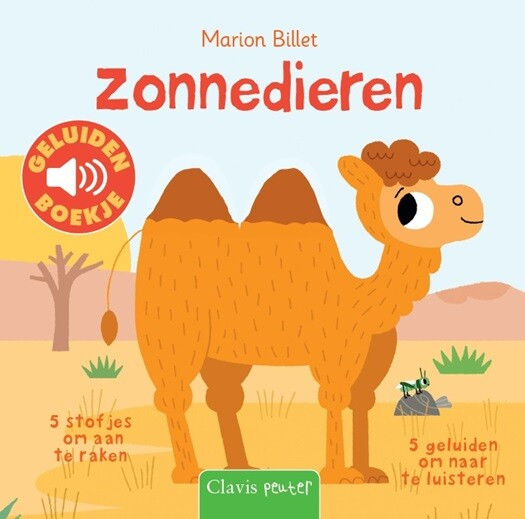 Marion Billet
zonnedieren
GELUIDEN
BOEKJE
5 stofjes
om aan
te raken
5 geluiden
om naar
te luisteren
Clavis peuter